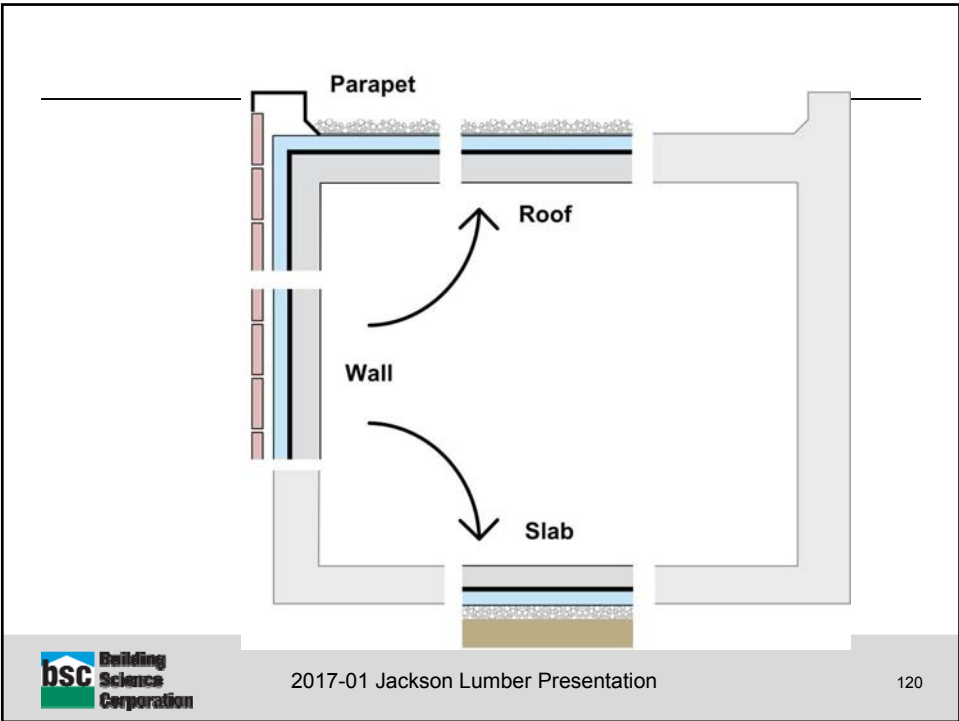 Parapet
Roof
Wall
Slab
bsc Building
Science
Corporation
2017-01 Jackson Lumber Presentation
120